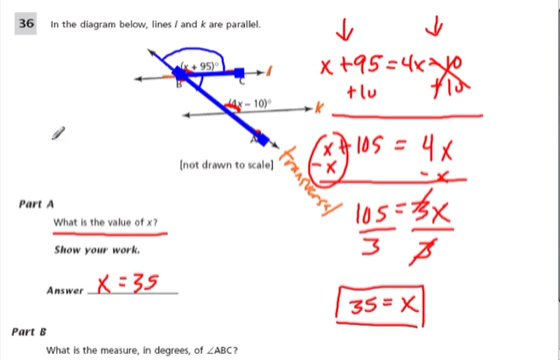 36 In the diagram below, lines l and k are parallel.
(x + 95)°
l
B
C
(4x − 10)°
k
A
[not drawn to scale]
transversal
Part A
What is the value of x?
Show your work.
Answer x = 35
Part B
What is the measure, in degrees, of ∠ABC?
x + 95 = 4x − 10
+10 +10
x + 105 = 4x
− x − x
105 = 3x
3 3
35 = x